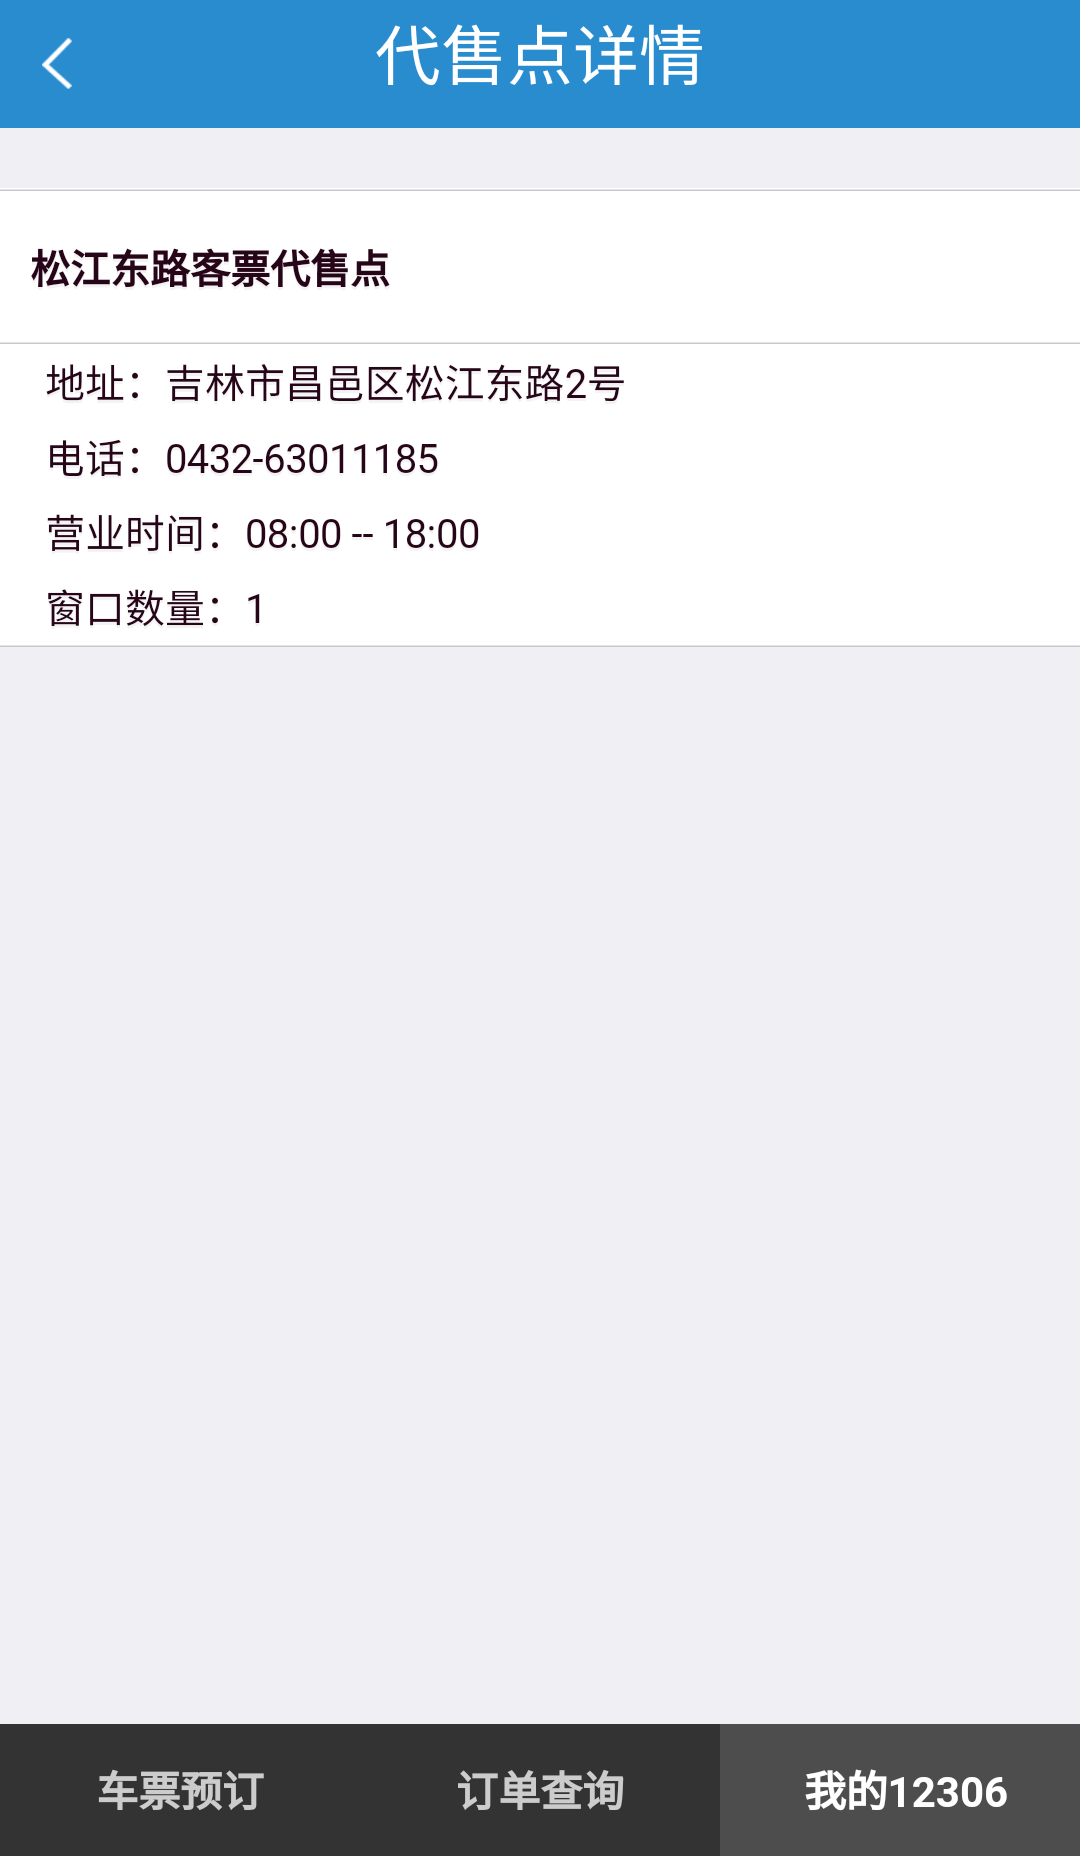 代售点详情
松江东路客票代售点
地址：吉林市昌邑区松江东路2号
电话：0432-63011185
营业时间：08:00 -- 18:00
窗口数量：1
车票预订
订单查询
我的12306